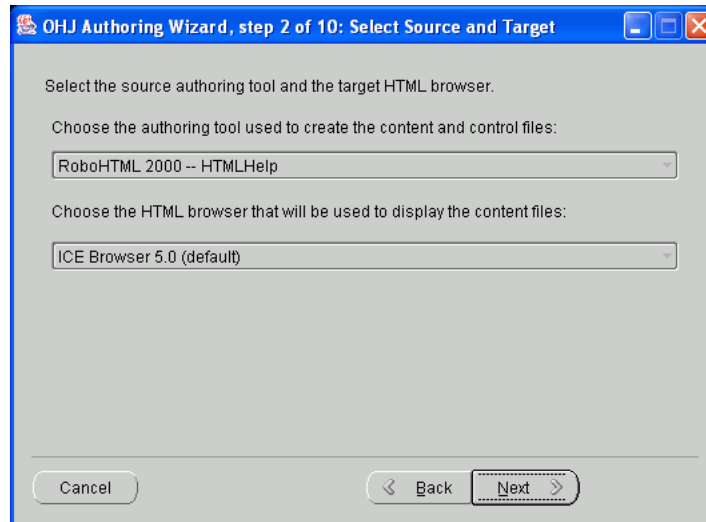 OHJ Authoring Wizard, step 2 of 10: Select Source and Target
Select the source authoring tool and the target HTML browser.
Choose the authoring tool used to create the content and control files:
RoboHTML 2000 -- HTMLHelp
Choose the HTML browser that will be used to display the content files:
ICE Browser 5.0 (default)
Cancel Back Next